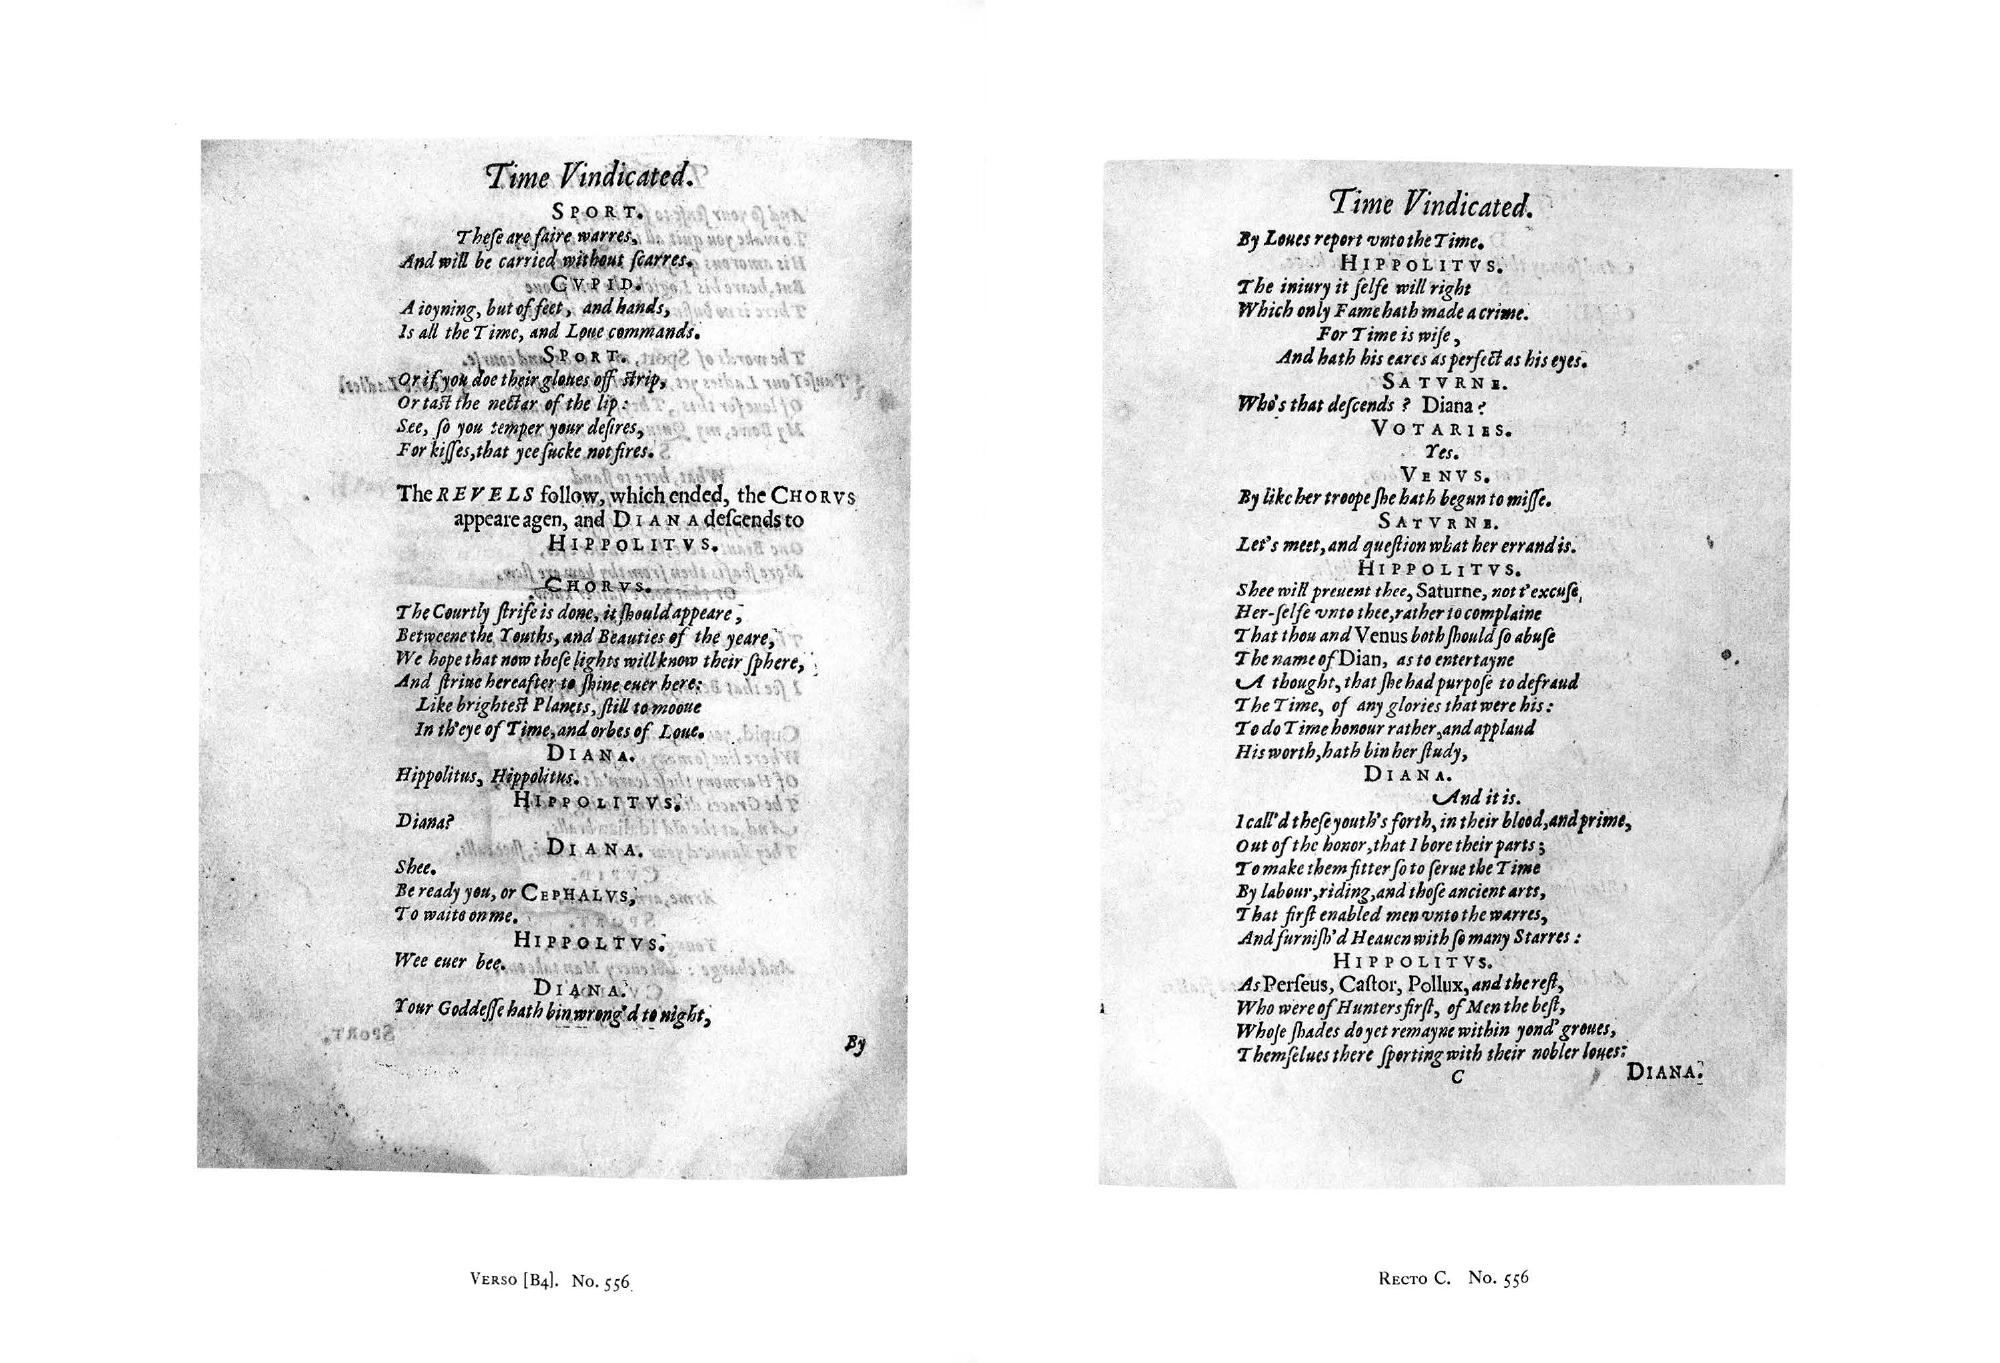 Time Vindicated.
SPORT.
Theſe are faire warres,
And will be carried without ſcarres.
CVPID.
A ioyning, but of feet, and hands,
Is all the Time, and Loue commands.
SPORT.
Or if you doe their gloues off ſtrip,
Or taſt the nectar of the lip:
See, ſo you temper your deſires,
For kiſſes, that yee ſucke not fires.
The REVELS follow, which ended, the CHORVS
appeare agen, and DIANA deſcends to
HIPPOLITVS.
CHORVS.
The Courtly ſtrife is done, it ſhould appeare,
Betweene the Youths, and Beauties of the yeare,
We hope that now theſe lights will know their ſphere,
And ſtriue hereafter to ſhine euer here:
Like brightest Planets, ſtill to mooue
In th'eye of Time, and orbes of Loue.
DIANA.
Hippolitus, Hippolitus.
HIPPOLITVS.
Diana?
DIANA.
Shee.
Be ready you, or CEPHALVS,
To waite on me.
HIPPOLTVS.
Wee euer bee.
DIANA.
Your Goddeſſe hath bin wrong'd to night,
By
VERSO [B4]. No. 556
Time Vindicated.
By Loues report vnto the Time.
HIPPOLITVS.
The iniury it ſelfe will right
Which only Fame hath made a crime.
For Time is wiſe,
And hath his eares as perfect as his eyes.
SATVRNE.
Who's that deſcends? Diana?
VOTARIES.
Yes.
VENVS.
By like her troope ſhe hath begun to miſſe.
SATVRNE.
Let's meet, and queſtion what her errand is.
HIPPOLITVS.
Shee will preuent thee, Saturne, not t'excuſe,
Her-ſelfe vnto thee, rather to complaine
That thou and Venus both ſhould ſo abuſe
The name of Dian, as to entertayne
A thought, that ſhe had purpoſe to defraud
The Time, of any glories that were his:
To do Time honour rather, and applaud
His worth, hath bin her ſtudy,
DIANA.
And it is.
I call'd theſe youth's forth, in their blood, and prime,
Out of the honor, that I bore their parts;
To make them fitter ſo to ſerue the Time
By labour, riding, and thoſe ancient arts,
That firſt enabled men vnto the warres,
And furniſh'd Heauen with ſo many Starres:
HIPPOLITVS.
As Perſeus, Caſtor, Pollux, and the reſt,
Who were of Hunters firſt, of Men the beſt,
Whoſe ſhades do yet remayne within yond' groues,
Themſelues there ſporting with their nobler loues:
C DIANA.
RECTO C. No. 556